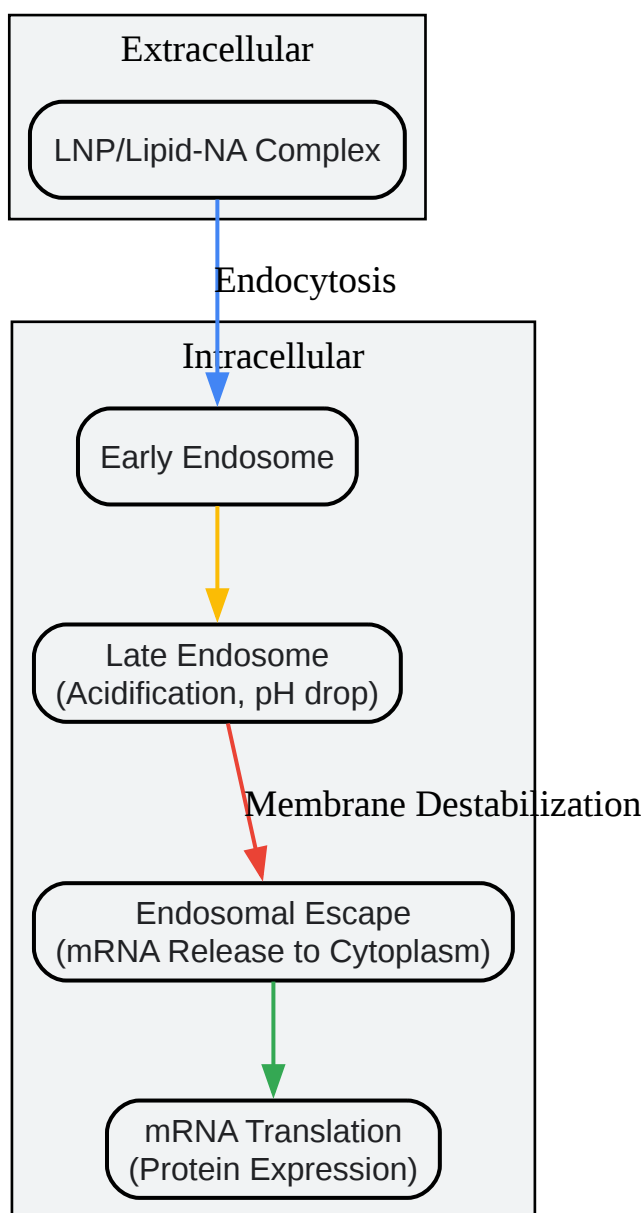 Extracellular
LNP/Lipid-NA Complex
Endocytosis
Intracellular
Early Endosome
Late Endosome
(Acidification, pH drop)
Membrane Destabilization
Endosomal Escape
(mRNA Release to Cytoplasm)
mRNA Translation
(Protein Expression)